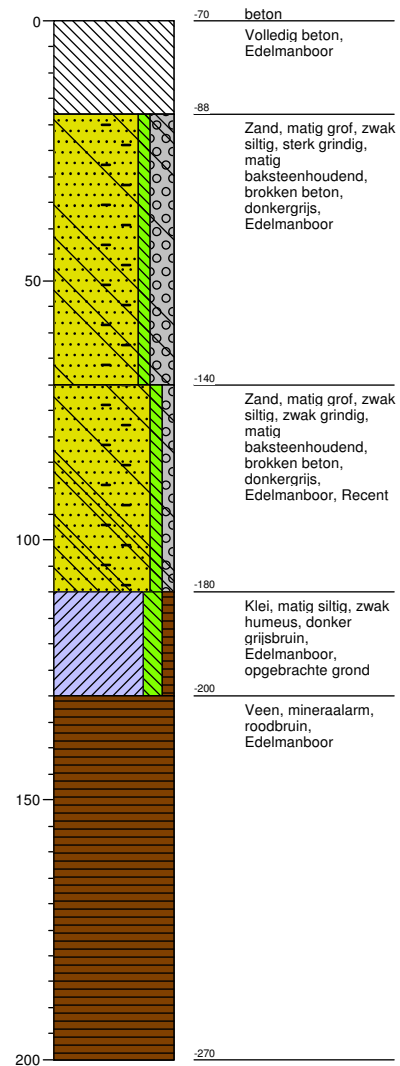 0
-70
beton
Volledig beton,
Edelmanboor
-88
Zand, matig grof, zwak
siltig, sterk grindig,
matig
baksteenhoudend,
brokken beton,
donkergrijs,
Edelmanboor
50
-140
Zand, matig grof, zwak
siltig, zwak grindig,
matig
baksteenhoudend,
brokken beton,
donkergrijs,
Edelmanboor, Recent
100
-180
Klei, matig siltig, zwak
humeus, donker
grijsbruin,
Edelmanboor,
opgebrachte grond
-200
Veen, mineraalarm,
roodbruin,
Edelmanboor
150
200
-270